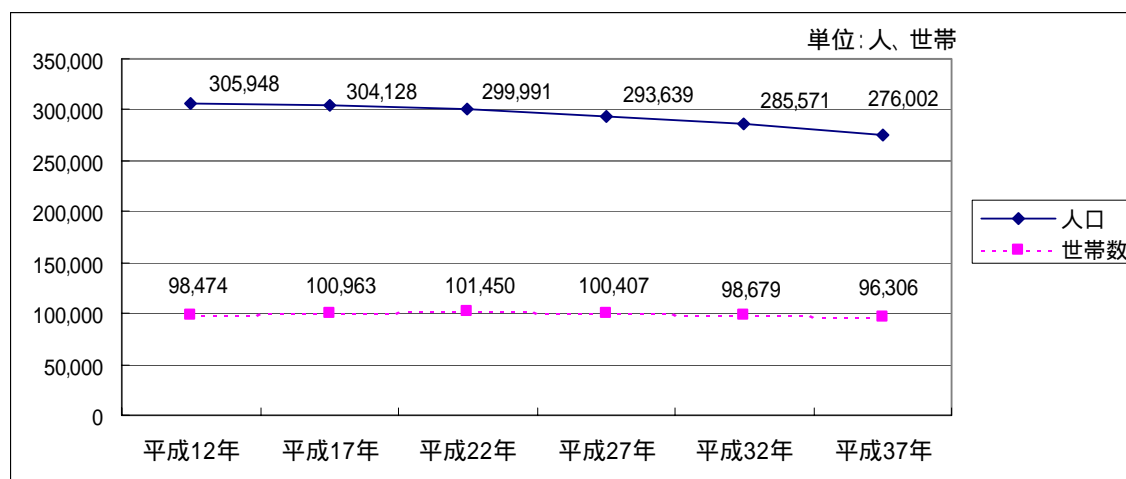 単位：人、世帯
350,000
300,000
250,000
200,000
150,000
100,000
50,000
0
305,948
304,128
299,991
293,639
285,571
276,002
98,474
100,963
101,450
100,407
98,679
96,306
平成12年
平成17年
平成22年
平成27年
平成32年
平成37年
人口
世帯数